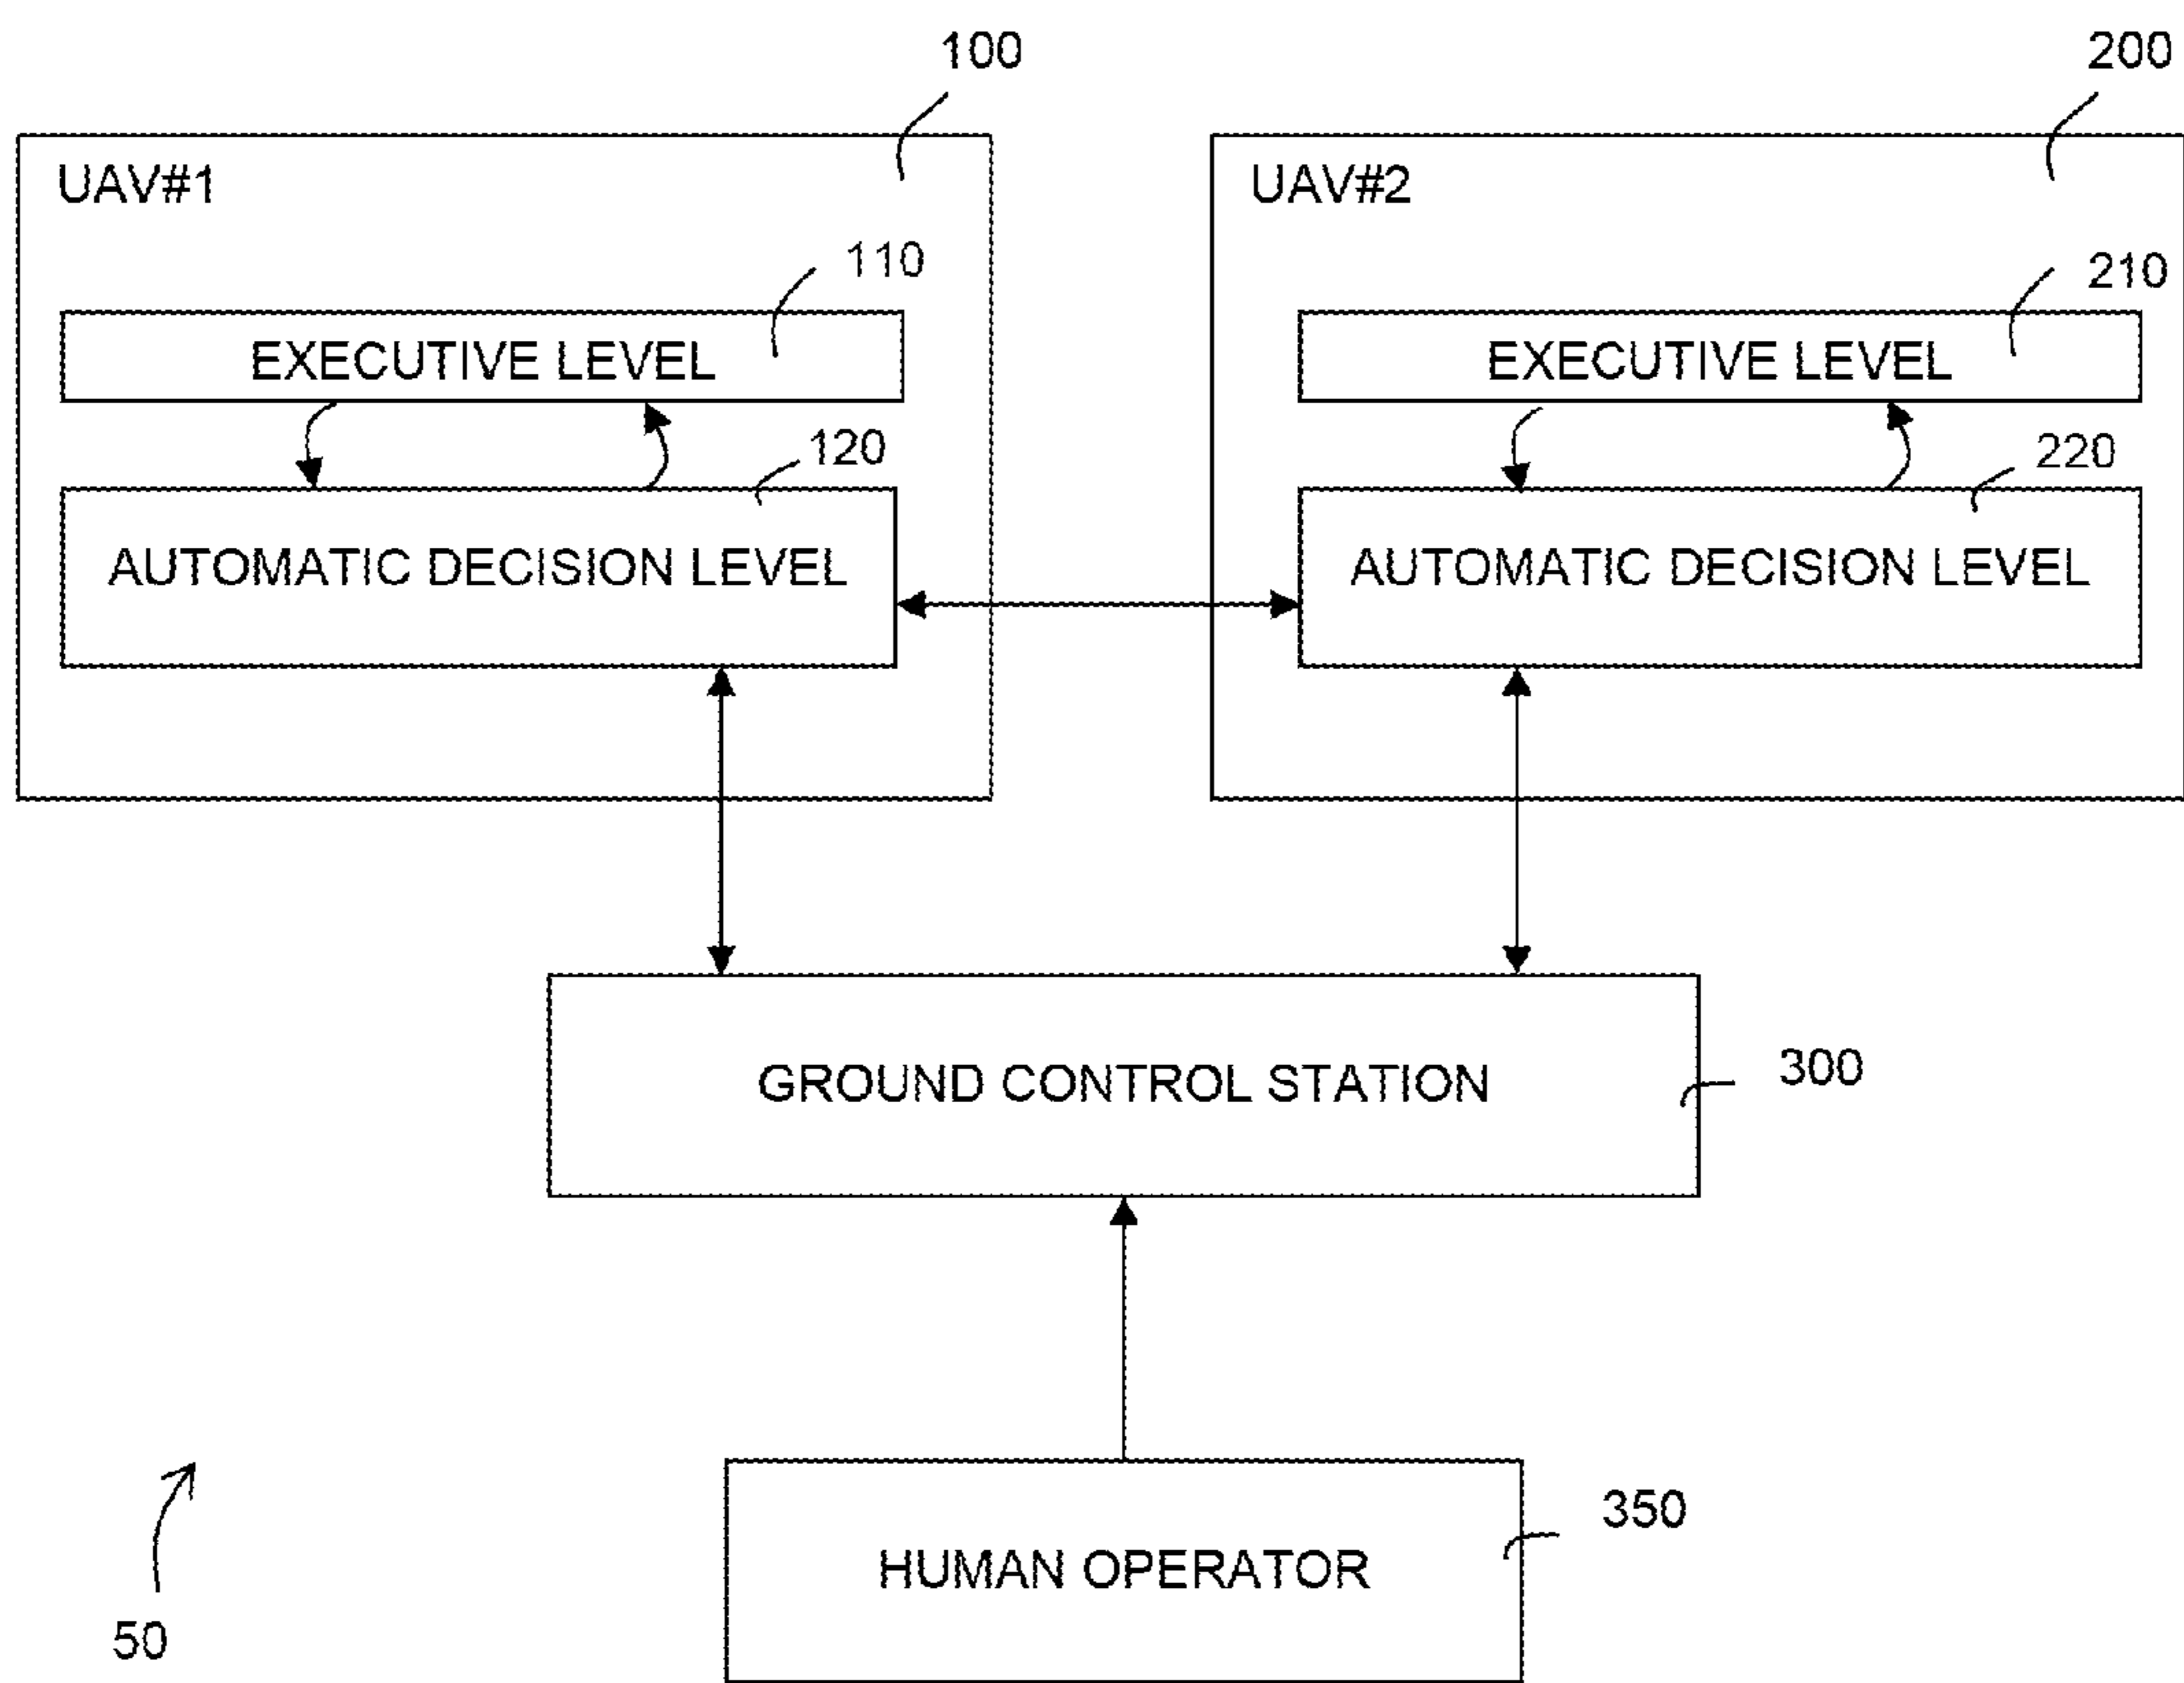 100
200
UAV#1
UAV#2
110
210
EXECUTIVE LEVEL
EXECUTIVE LEVEL
120
220
AUTOMATIC DECISION LEVEL
AUTOMATIC DECISION LEVEL
GROUND CONTROL STATION
300
350
HUMAN OPERATOR
50